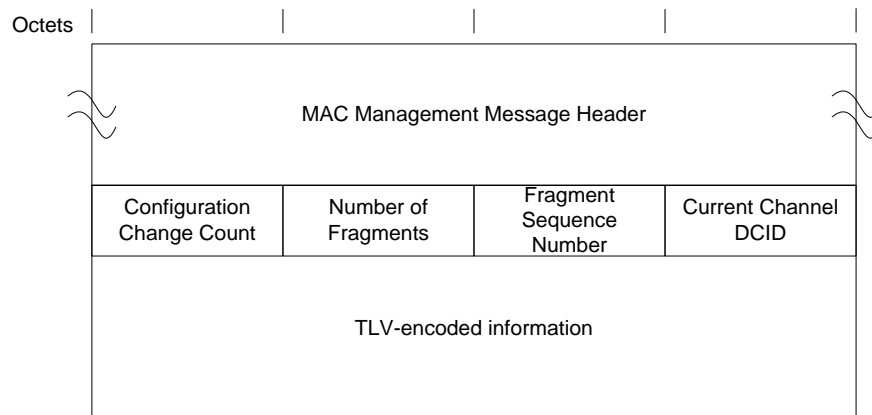 Octets
MAC Management Message Header
Configuration
Change Count
Number of
Fragments
Fragment
Sequence
Number
Current Channel
DCID
TLV-encoded information